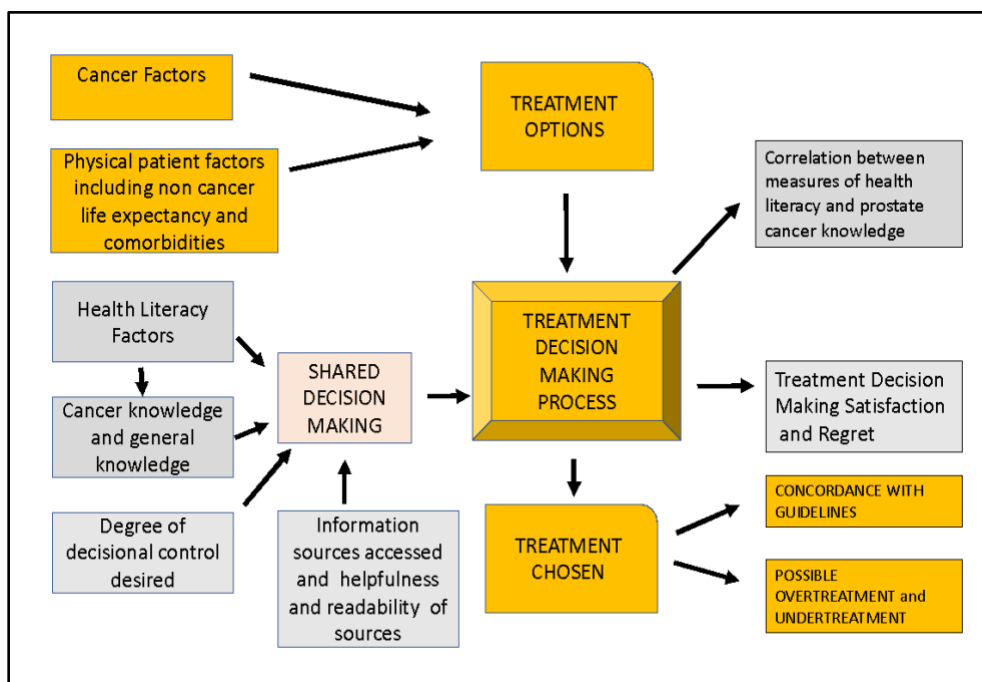 Cancer Factors
Physical patient factors
including non cancer
life expectancy and
comorbidities
TREATMENT
OPTIONS
Correlation between
measures of health
literacy and prostate
cancer knowledge
Health Literacy
Factors
Cancer knowledge
and general
knowledge
Degree of
decisional control
desired
SHARED
DECISION
MAKING
Information
sources accessed
and helpfulness
and readability of
sources
TREATMENT
DECISION
MAKING
PROCESS
Treatment Decision
Making Satisfaction
and Regret
TREATMENT
CHOSEN
CONCORDANCE WITH
GUIDELINES
POSSIBLE
OVERTREATMENT and
UNDERTREATMENT